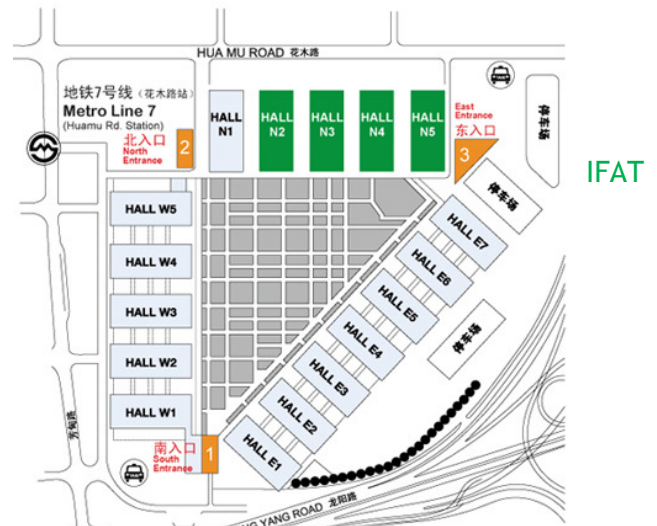 HUA MU ROAD 花木路
地铁7号线（花木路站）
Metro Line 7
(Huamu Rd. Station)
北入口
North
Entrance
2
HALL
N1
HALL
N2
HALL
N3
HALL
N4
HALL
N5
East
Entrance
东入口
3
停车场
IFAT
停车场
HALL W5
HALL W4
HALL W3
HALL W2
HALL W1
HALL E7
HALL E6
HALL E5
HALL E4
HALL E3
HALL E2
HALL E1
停车场
芳甸路
南入口
South
Entrance
1
NG YANG ROAD 龙阳路